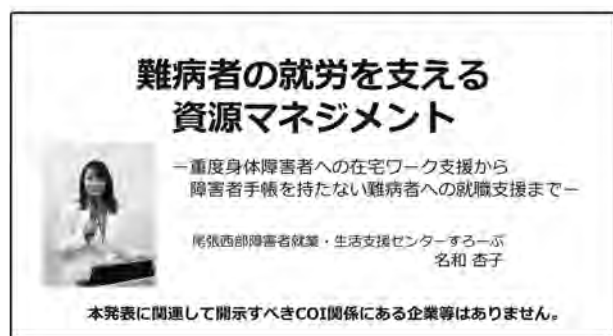 難病者の就労を支える
資源マネジメント
－重度身体障害者への在宅ワーク支援から
障害者手帳を持たない難病者への就職支援まで－
尾張西部障害者就業・生活支援センターすろーぷ
名和 杏子
本発表に関連して開示すべきCOI関係にある企業等はありません。